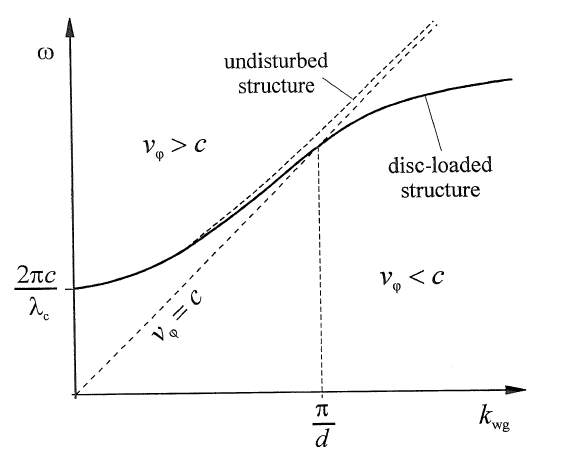 ω
undisturbed
structure
v_φ > c
disc-loaded
structure
2πc
λ_c
v_φ = c
v_φ < c
π
d
k_wg